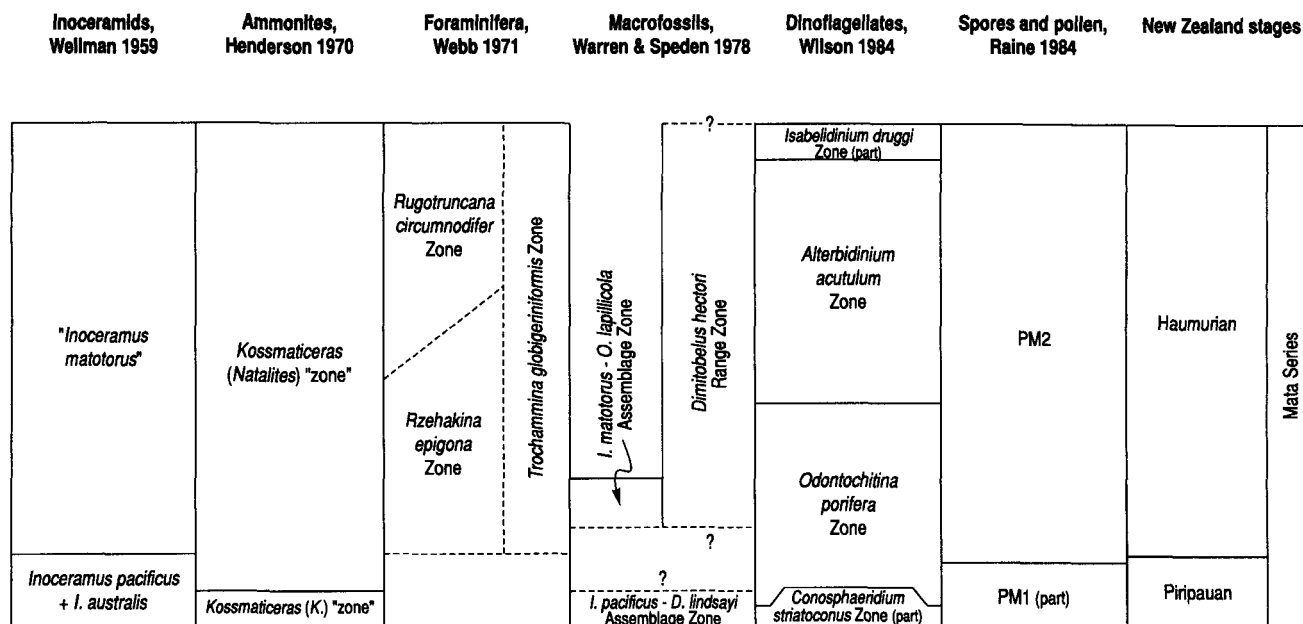 Inoceramids,
Wellman 1959
Ammonites,
Henderson 1970
Foraminifera,
Webb 1971
Macrofossils,
Warren & Speden 1978
Dinoflagellates,
Wilson 1984
Spores and pollen,
Raine 1984
New Zealand stages
"Inoceramus
matotorus"
Inoceramus pacificus
+ I. australis
Kossmaticeras
(Natalites) "zone"
Kossmaticeras (K.) "zone"
Rugotruncana
circumnodifer
Zone
Rzehakina
epigona
Zone
Trochammina globigeriniformis Zone
I. matotorus - O. lapillicola
Assemblage Zone
?
Dimitobelus hectori
Range Zone
?
?
I. pacificus - D. lindsayi
Assemblage Zone
Isabelidinium druggi
Zone (part)
Alterbidinium
acutulum
Zone
Odontochitina
porifera
Zone
Conosphaeridium
striatoconus Zone (part)
PM2
PM1 (part)
Haumurian
Piripauan
Mata Series